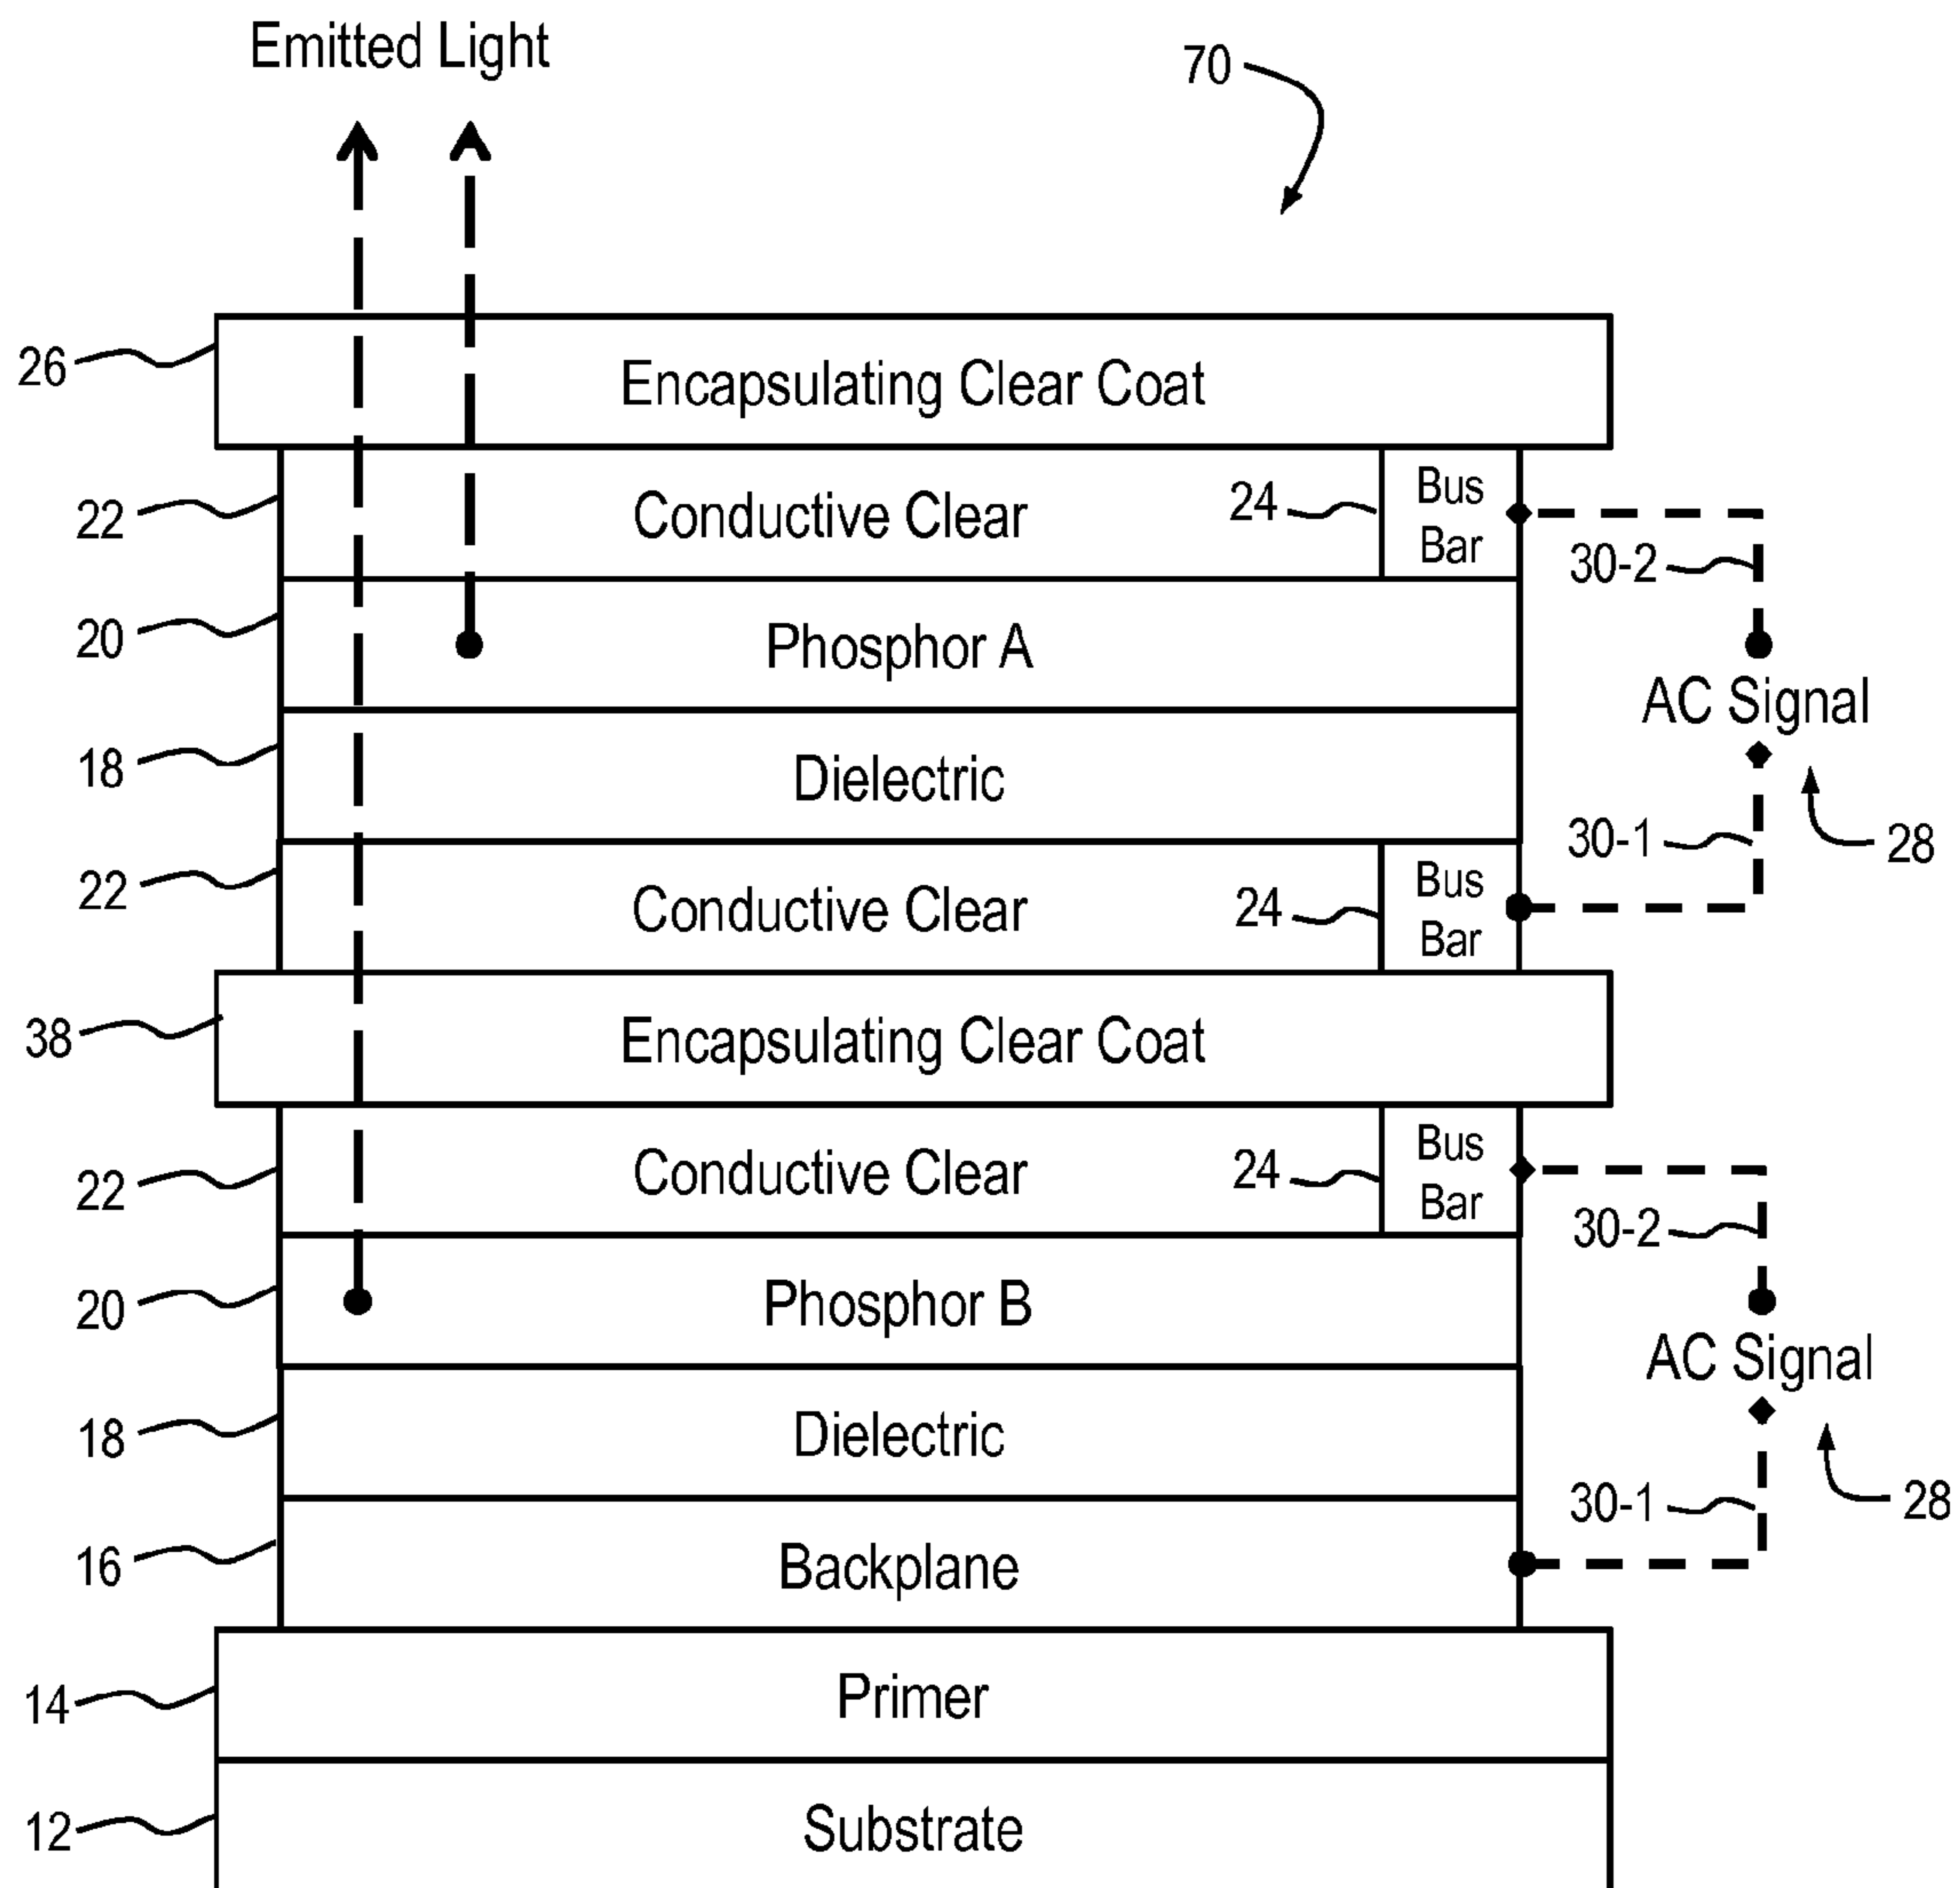 Emitted Light
70
26
Encapsulating Clear Coat
22
Conductive Clear
24
Bus
Bar
30-2
20
Phosphor A
AC Signal
18
Dielectric
30-1
28
22
Conductive Clear
24
Bus
Bar
38
Encapsulating Clear Coat
22
Conductive Clear
24
Bus
Bar
30-2
20
Phosphor B
AC Signal
18
Dielectric
30-1
28
16
Backplane
14
Primer
12
Substrate